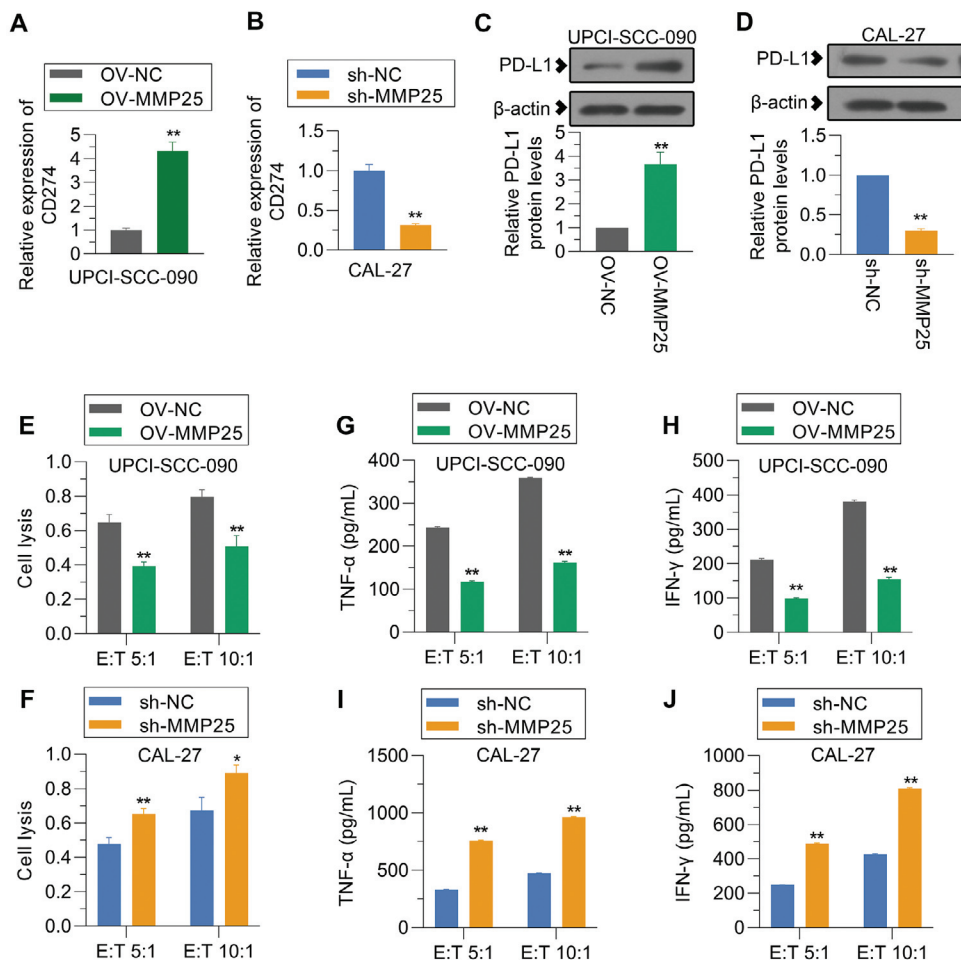 A
OV-NC
OV-MMP25
Relative expression of
CD274
5
4
3
2
1
0
**
UPCI-SCC-090
B
sh-NC
sh-MMP25
Relative expression of
CD274
1.5
1.0
0.5
0.0
**
CAL-27
C
UPCI-SCC-090
PD-L1
β-actin
Relative PD-L1
protein levels
6
5
4
3
2
1
0
**
OV-NC
OV-MMP25
D
CAL-27
PD-L1
β-actin
Relative PD-L1
protein levels
1.5
1.0
0.5
0.0
**
sh-NC
sh-MMP25
E
OV-NC
OV-MMP25
UPCI-SCC-090
Cell lysis
1.0
0.8
0.6
0.4
0.2
0.0
**
**
E:T 5:1
E:T 10:1
G
OV-NC
OV-MMP25
UPCI-SCC-090
TNF-α (pg/mL)
400
300
200
100
0
**
**
E:T 5:1
E:T 10:1
H
OV-NC
OV-MMP25
UPCI-SCC-090
IFN-γ (pg/mL)
500
400
300
200
100
0
**
**
E:T 5:1
E:T 10:1
F
sh-NC
sh-MMP25
CAL-27
Cell lysis
1.0
0.8
0.6
0.4
0.2
0.0
**
*
E:T 5:1
E:T 10:1
I
sh-NC
sh-MMP25
CAL-27
TNF-α (pg/mL)
1500
1000
500
0
**
**
E:T 5:1
E:T 10:1
J
sh-NC
sh-MMP25
CAL-27
IFN-γ (pg/mL)
1000
800
600
400
200
0
**
**
E:T 5:1
E:T 10:1